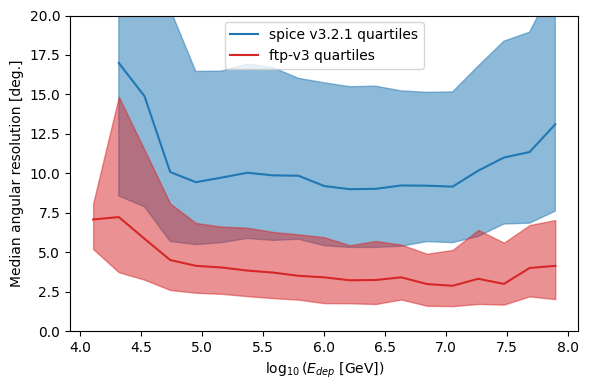 spice v3.2.1 quartiles
ftp-v3 quartiles
Median angular resolution [deg.]
20.0
17.5
15.0
12.5
10.0
7.5
5.0
2.5
0.0
4.0 4.5 5.0 5.5 6.0 6.5 7.0 7.5 8.0
log₁₀(E_dep [GeV])